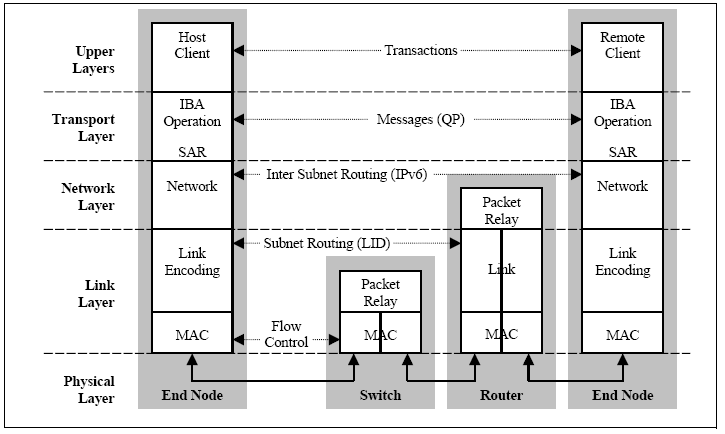 Upper
Layers
Host
Client
Transactions
Remote
Client
Transport
Layer
IBA
Operation
SAR
Messages (QP)
IBA
Operation
SAR
Network
Layer
Network
Inter Subnet Routing (IPv6)
Network
Packet
Relay
Link
Layer
Link
Encoding
Subnet Routing (LID)
Link
Link
Encoding
Packet
Relay
MAC
Flow
Control
MAC
MAC
MAC
Physical
Layer
End Node
Switch
Router
End Node